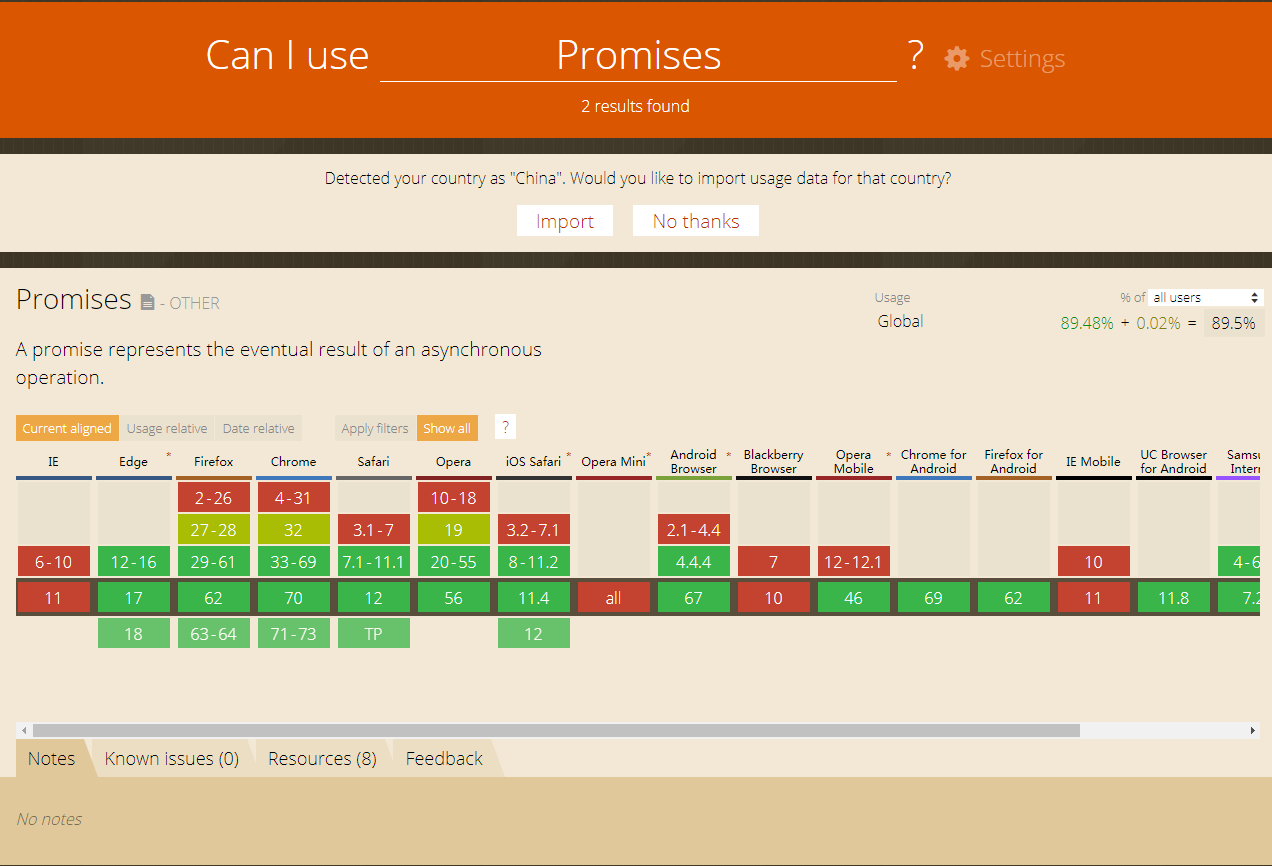 Can I use Promises ? Settings
2 results found
Detected your country as "China". Would you like to import usage data for that country?
Import No thanks
Promises - OTHER
Usage % of all users
Global 89.48% + 0.02% = 89.5%
A promise represents the eventual result of an asynchronous
operation.
Current aligned Usage relative Date relative Apply filters Show all ?
IE Edge * Firefox Chrome Safari Opera iOS Safari * Opera Mini * Android Browser * Blackberry Browser Opera Mobile * Chrome for Android Firefox for Android IE Mobile UC Browser for Android Samsu Intern
2-26 4-31 10-18
27-28 32 3.1-7 19 3.2-7.1 2.1-4.4
6-10 12-16 29-61 33-69 7.1-11.1 20-55 8-11.2 4.4.4 7 12-12.1 10 4-6
11 17 62 70 12 56 11.4 all 67 10 46 69 62 11 11.8 7.2
18 63-64 71-73 TP 12
Notes Known issues (0) Resources (8) Feedback
No notes